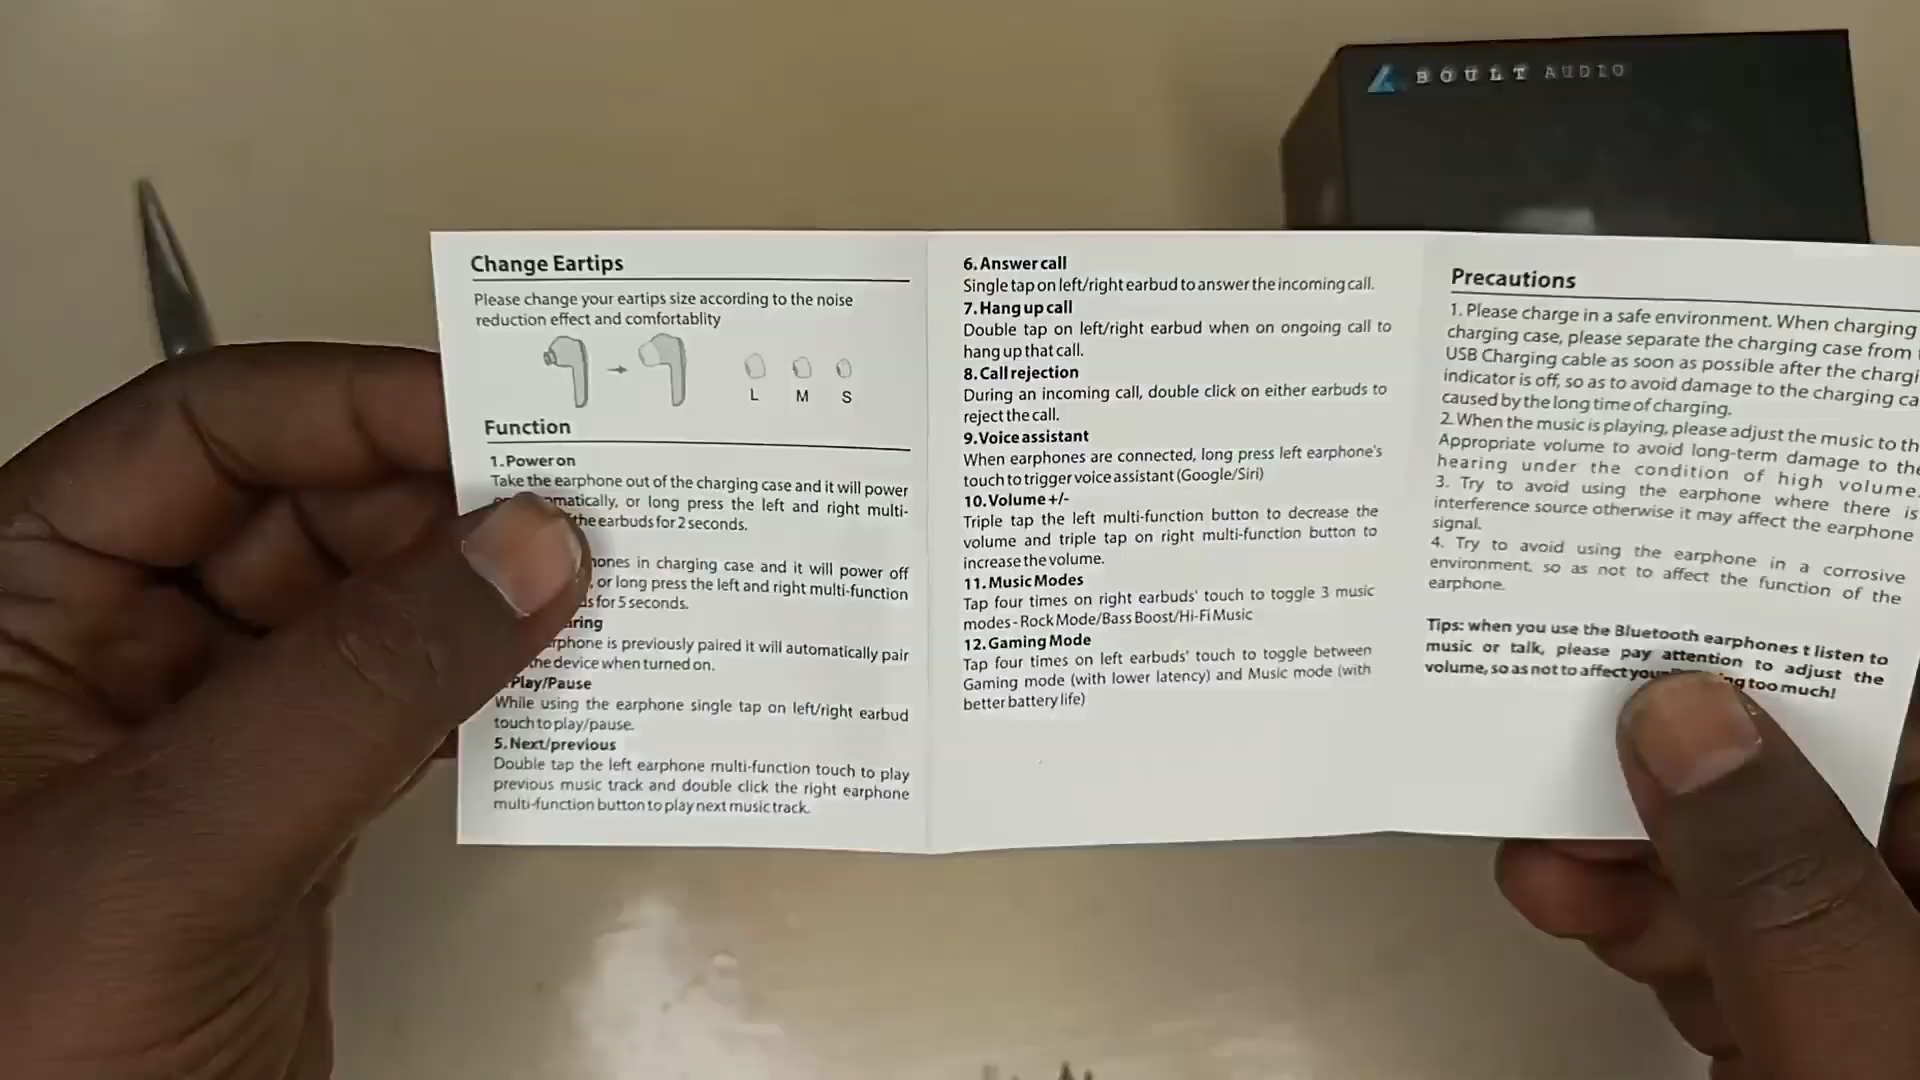 BOULT AUDIO
Change Eartips
Please change your eartips size according to the noise
reduction effect and comfortablity
L M S
Function
1. Power on
Take the earphone out of the charging case and it will power
or long press the left and right multi-
the earbuds for 2 seconds.
in charging case and it will power off
or long press the left and right multi-function
for 5 seconds.
is previously paired it will automatically pair
the device when turned on.
Play/Pause
While using the earphone single tap on left/right earbud
touch to play/pause.
5. Next/previous
Double tap the left earphone multi-function touch to play
previous music track and double click the right earphone
multi-function button to play next music track.
6. Answer call
Single tap on left/right earbud to answer the incoming call.
7. Hang up call
Double tap on left/right earbud when on ongoing call to
hang up that call.
8. Call rejection
During an incoming call, double click on either earbuds to
reject the call.
9. Voice assistant
When earphones are connected, long press left earphone's
touch to trigger voice assistant (Google/Siri)
10. Volume +/-
Triple tap the left multi-function button to decrease the
volume and triple tap on right multi-function button to
increase the volume.
11. Music Modes
Tap four times on right earbuds' touch to toggle 3 music
modes - Rock Mode/Bass Boost/Hi-Fi Music
12. Gaming Mode
Tap four times on left earbuds' touch to toggle between
Gaming mode (with lower latency) and Music mode (with
better battery life)
Precautions
1. Please charge in a safe environment. When charging
charging case, please separate the charging case from
USB Charging cable as soon as possible after the
indicator is off, so as to avoid damage to the charging
caused by the long time of charging.
2. When the music is playing, please adjust the music to
Appropriate volume to avoid long-term damage to
hearing under the condition of high volume.
3. Try to avoid using the earphone where there is
interference source otherwise it may affect the earphone
signal.
4. Try to avoid using the earphone in a corrosive
environment, so as not to affect the function of the
earphone.
Tips: when you use the Bluetooth earphones t listen to
music or talk, please pay attention to adjust the
volume, so as not to affect too much!